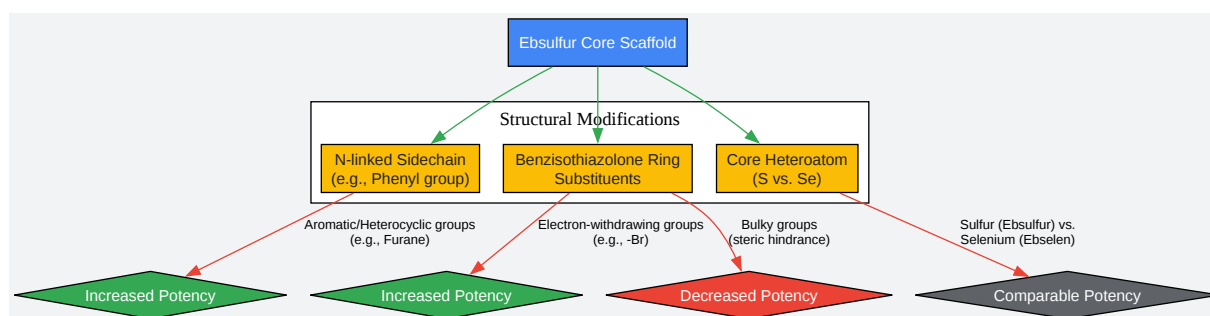 Ebsulfur Core Scaffold
Structural Modifications
N-linked Sidechain
(e.g., Phenyl group)
Benzisothiazolone Ring
Substituents
Core Heteroatom
(S vs. Se)
Aromatic/Heterocyclic groups
(e.g., Furane)
Electron-withdrawing groups
(e.g., -Br)
Bulky groups
(steric hindrance)
Sulfur (Ebsulfur) vs.
Selenium (Ebselen)
Increased Potency
Increased Potency
Decreased Potency
Comparable Potency